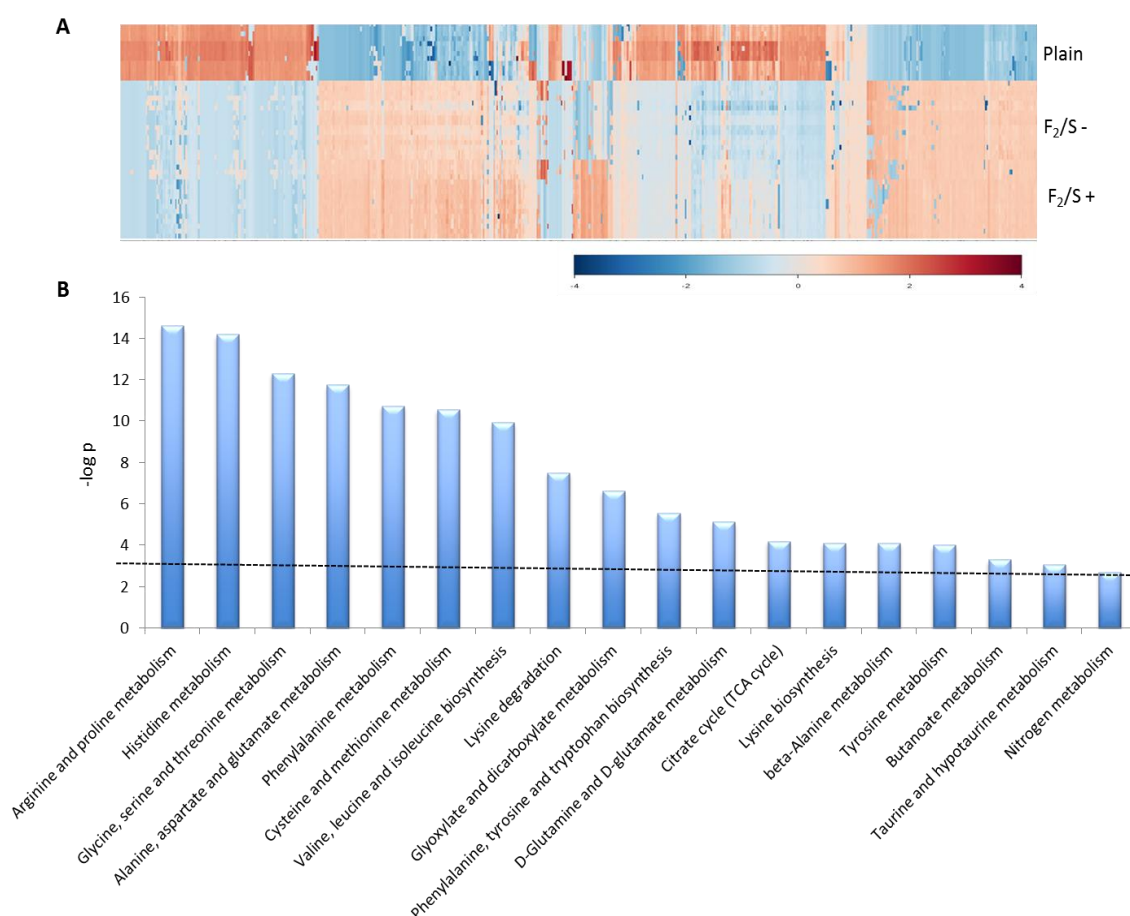 A
Plain
F₂/S -
F₂/S +
-4 -2 0 2 4
B
16
14
12
10
8
6
4
2
0
-log p
Arginine and proline metabolism
Histidine metabolism
Glycine, serine and threonine metabolism
Alanine, aspartate and glutamate metabolism
Phenylalanine metabolism
Cysteine and methionine metabolism
Valine, leucine and isoleucine biosynthesis
Lysine degradation
Glyoxylate and dicarboxylate metabolism
Phenylalanine, tyrosine and tryptophan biosynthesis
D-Glutamine and D-glutamate metabolism
Citrate cycle (TCA cycle)
Lysine biosynthesis
beta-Alanine metabolism
Tyrosine metabolism
Butanoate metabolism
Taurine and hypotaurine metabolism
Nitrogen metabolism